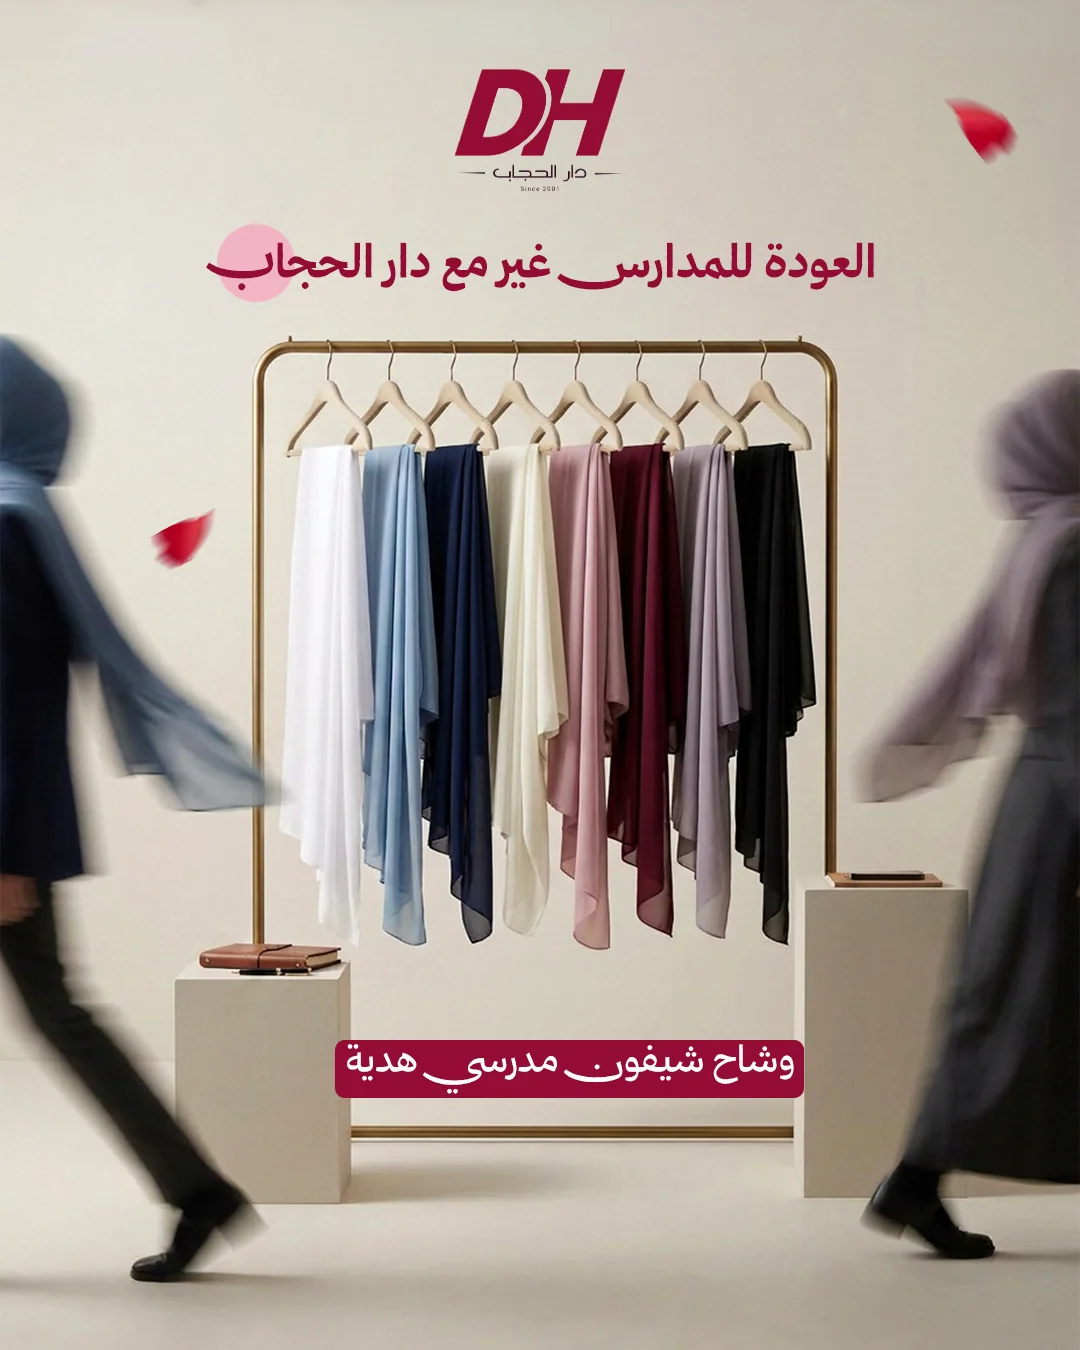 DH
دار الحجاب
Since 2001
العودة للمدارس غير مع دار الحجاب
وشاح شيفون مدرسي هدية